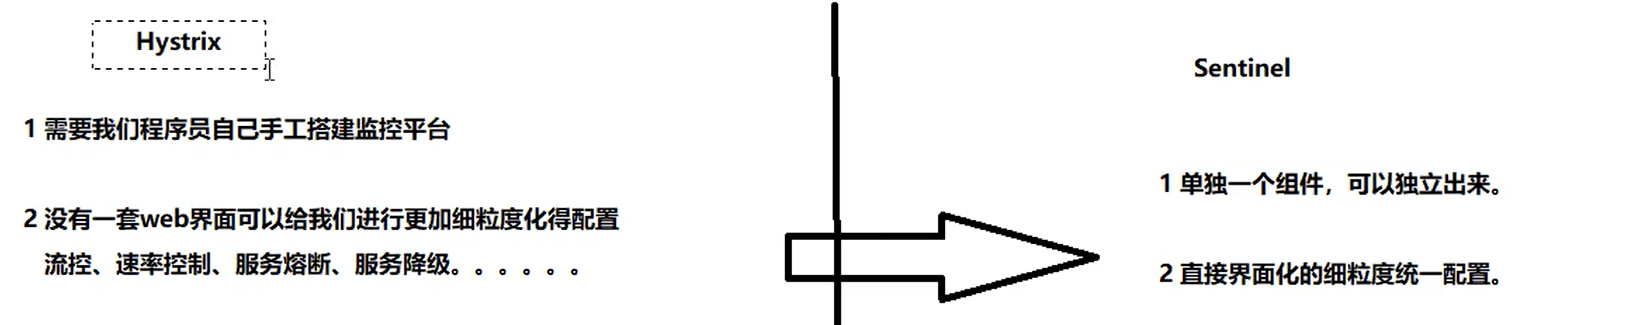 Hystrix
1 需要我们程序员自己手工搭建监控平台
2 没有一套web界面可以给我们进行更加细粒度化得配置
流控、速率控制、服务熔断、服务降级。。。。。。
Sentinel
1 单独一个组件，可以独立出来。
2 直接界面化的细粒度统一配置。